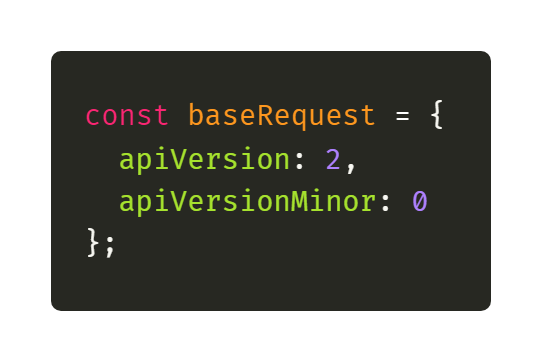 const baseRequest = {
  apiVersion: 2,
  apiVersionMinor: 0
};